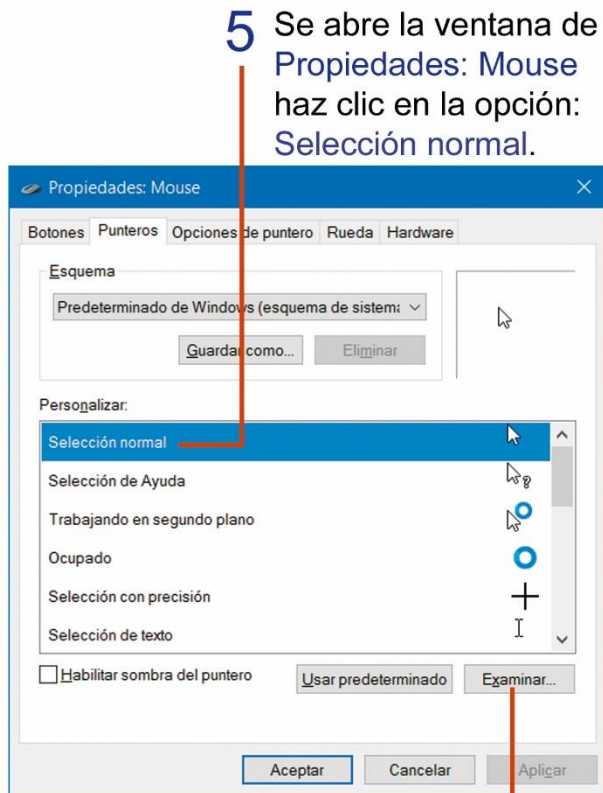 5 Se abre la ventana de
Propiedades: Mouse
haz clic en la opción:
Selección normal.
Propiedades: Mouse
Botones Punteros Opciones de puntero Rueda Hardware
Esquema
Predeterminado de Windows (esquema de sistema
Guardar como... Eliminar
Personalizar:
Selección normal
Selección de Ayuda
Trabajando en segundo plano
Ocupado
Selección con precisión
Selección de texto
Habilitar sombra del puntero Usar predeterminado Examinar...
Aceptar Cancelar Aplicar